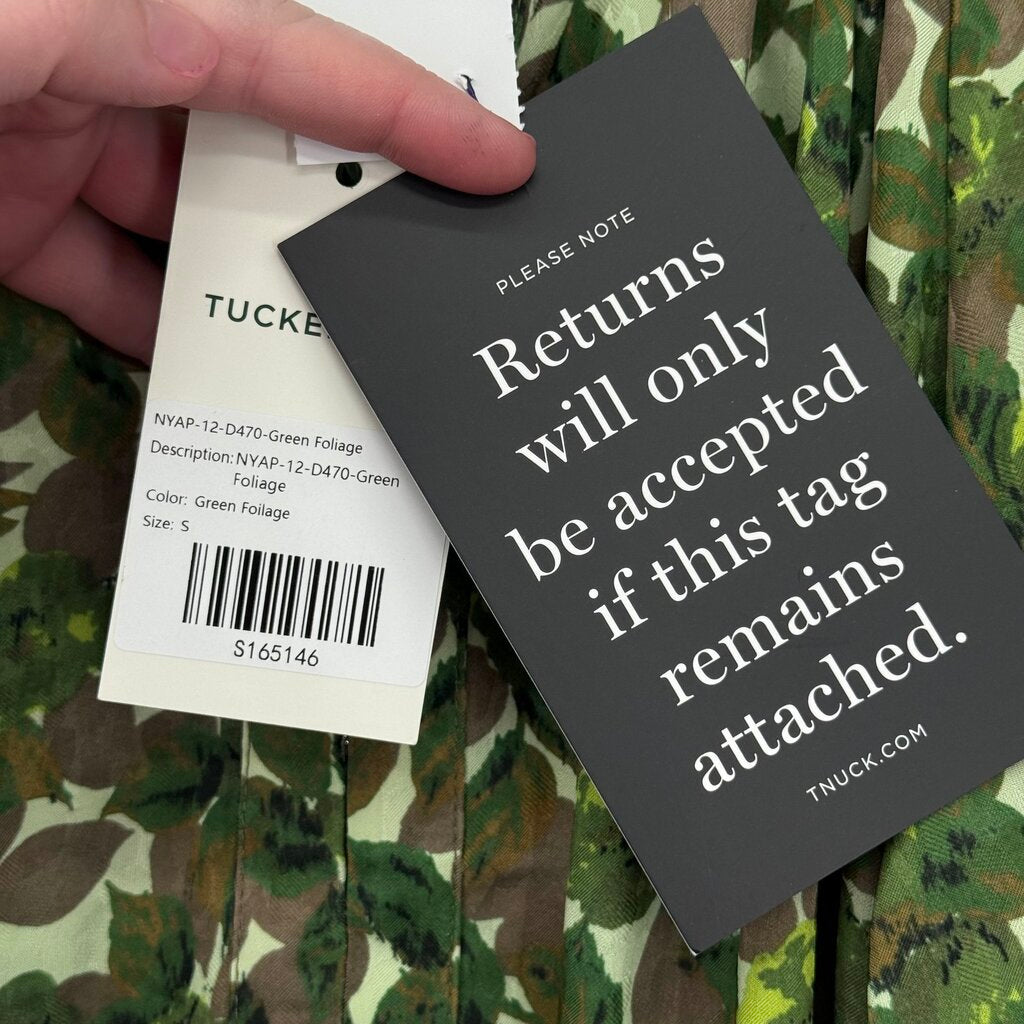 TUCKE
NYAP-12-D470-Green Foliage
Description: NYAP-12-D470-Green
Foliage
Color: Green Foilage
Size: S
S165146
PLEASE NOTE
Returns
will only
be accepted
if this tag
remains
attached.
TNUCK.COM